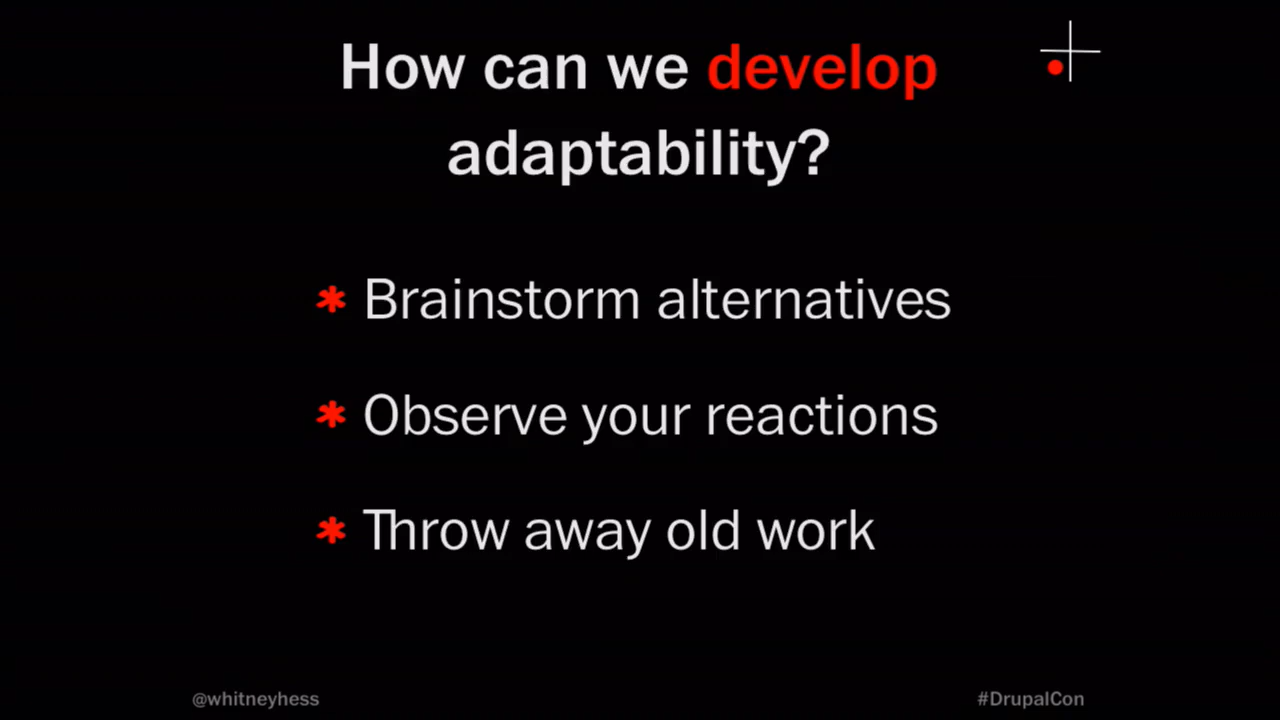 How can we develop
adaptability?
* Brainstorm alternatives
* Observe your reactions
* Throw away old work
@whitneyhess
#DrupalCon